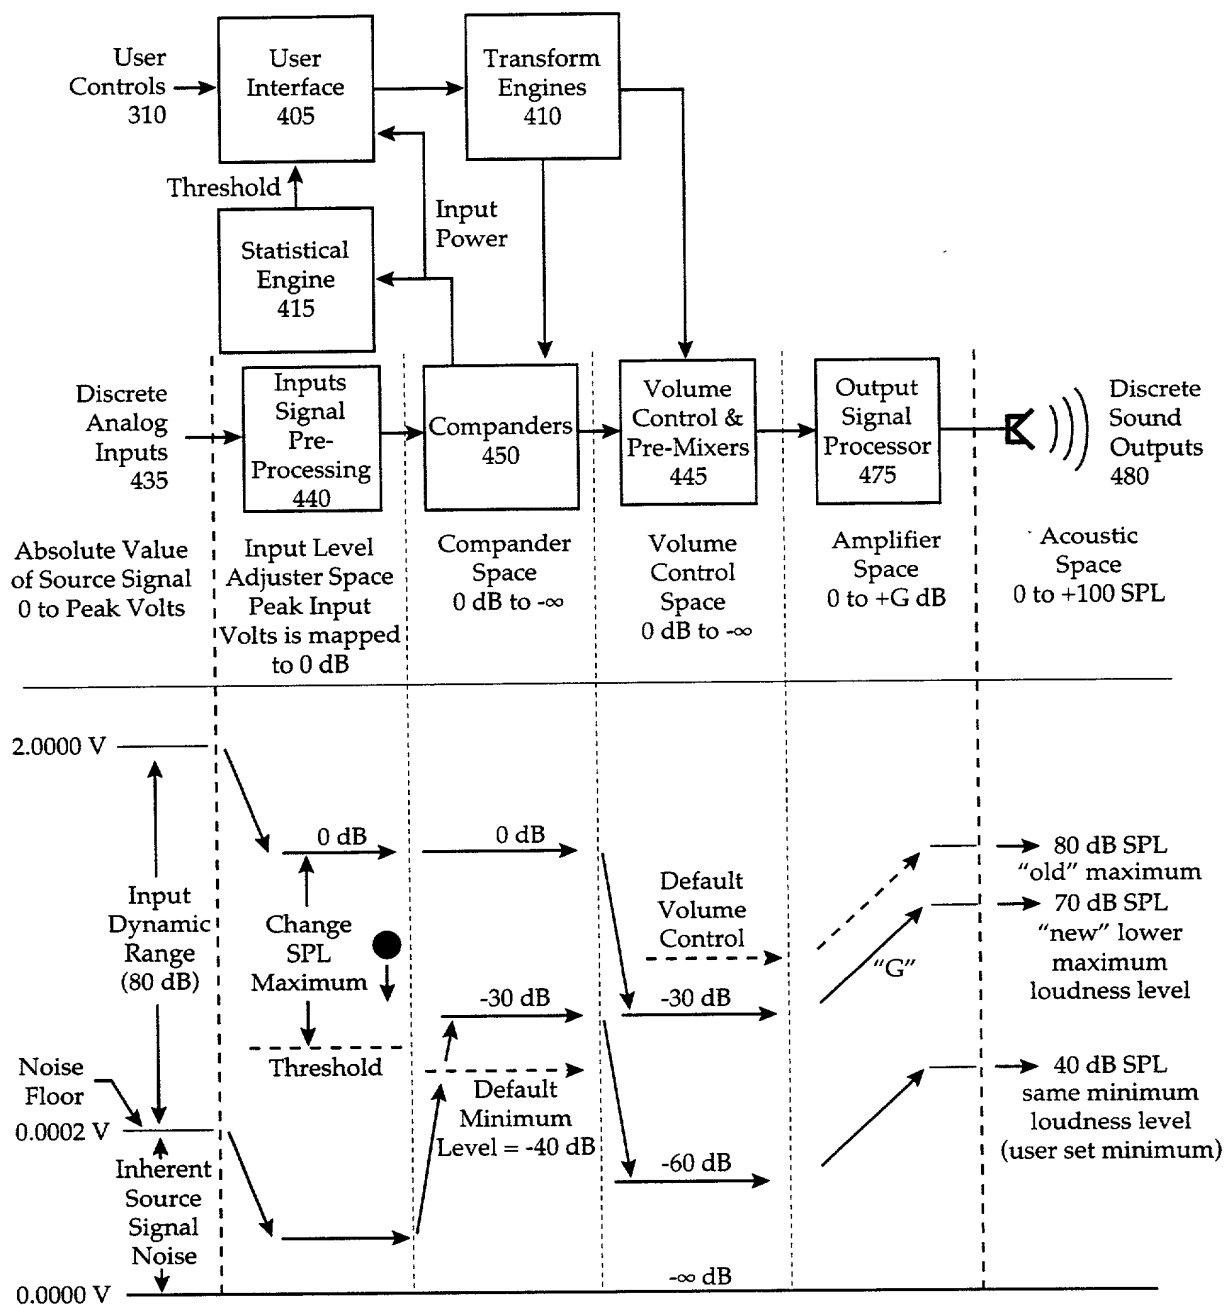 User
Controls
310
User
Interface
405
Transform
Engines
410
Threshold
Input
Power
Statistical
Engine
415
Discrete
Analog
Inputs
435
Inputs
Signal
Pre-
Processing
440
Companders
450
Volume
Control &
Pre-Mixers
445
Output
Signal
Processor
475
Discrete
Sound
Outputs
480
Absolute Value
of Source Signal
0 to Peak Volts
Input Level
Adjuster Space
Peak Input
Volts is mapped
to 0 dB
Compander
Space
0 dB to -∞
Volume
Control
Space
0 dB to -∞
Amplifier
Space
0 to +G dB
Acoustic
Space
0 to +100 SPL
2.0000 V
Input
Dynamic
Range
(80 dB)
Noise
Floor
0.0002 V
Inherent
Source
Signal
Noise
0.0000 V
0 dB
Change
SPL
Maximum
Threshold
0 dB
-30 dB
Default
Minimum
Level = -40 dB
Default
Volume
Control
-30 dB
-60 dB
-∞ dB
"G"
80 dB SPL
"old" maximum
70 dB SPL
"new" lower
maximum
loudness level
40 dB SPL
same minimum
loudness level
(user set minimum)